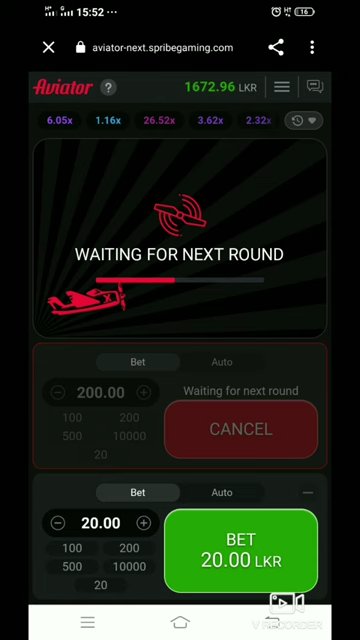 15:52 ...
16
aviator-next.spribegaming.com
Aviator ? 1672.96 LKR
6.05x 1.16x 26.52x 3.62x 2.32x
WAITING FOR NEXT ROUND
X
Bet Auto
200.00
Waiting for next round
100 200
500 10000
20
CANCEL
Bet Auto
20.00
100 200
500 10000
20
BET
20.00 LKR
V RECORDER